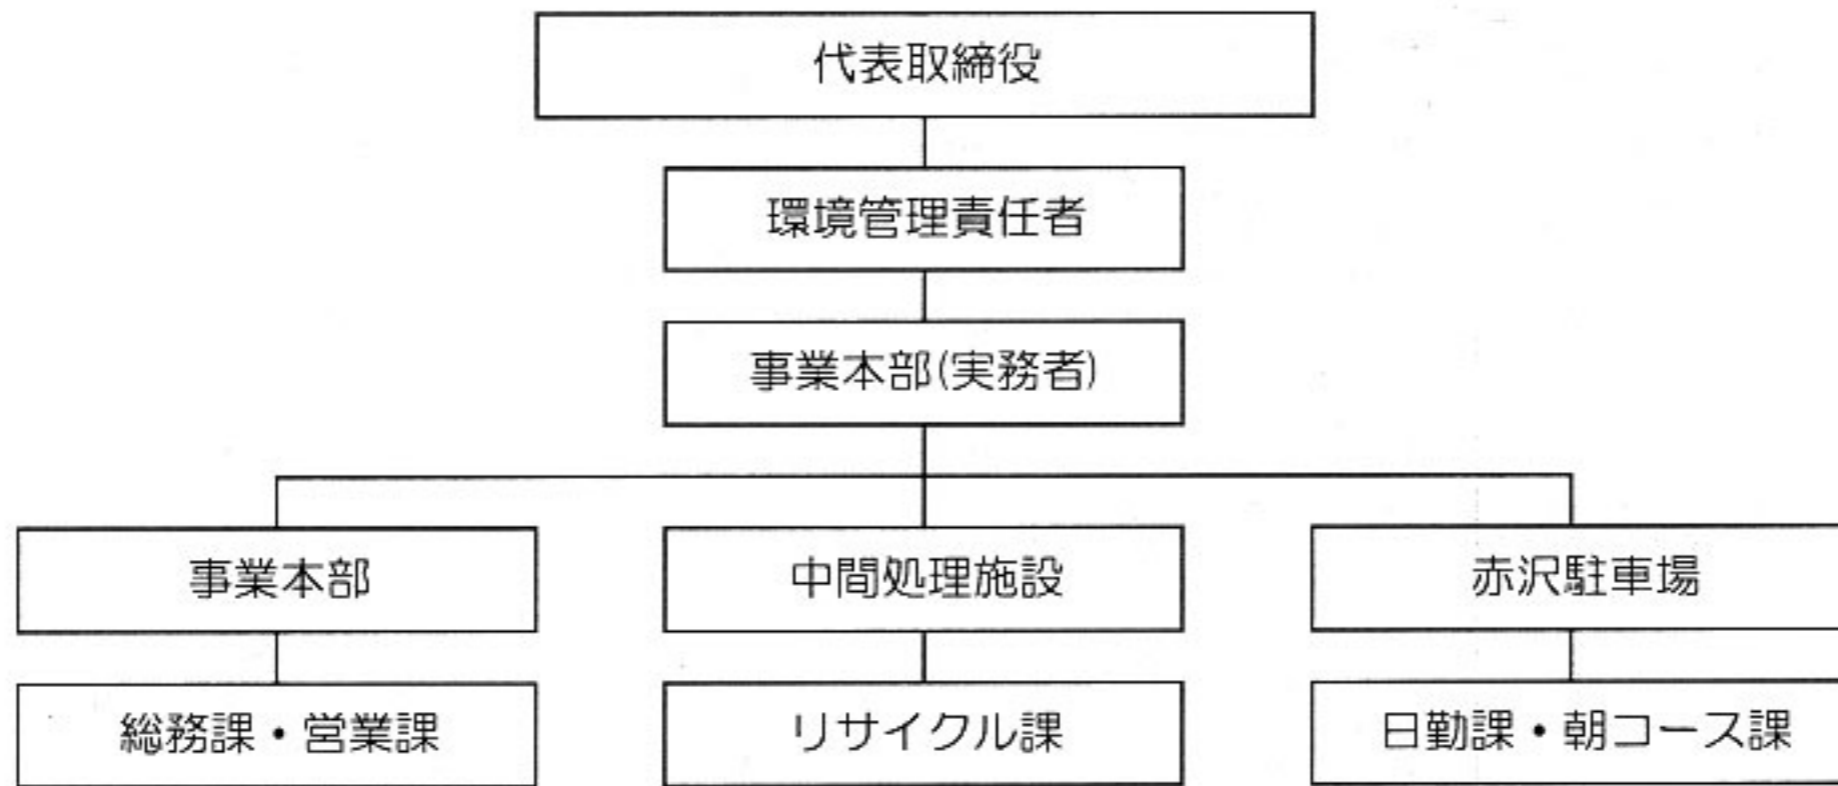 代表取締役
環境管理責任者
事業本部(実務者)
事業本部
中間処理施設
赤沢駐車場
総務課・営業課
リサイクル課
日勤課・朝コース課